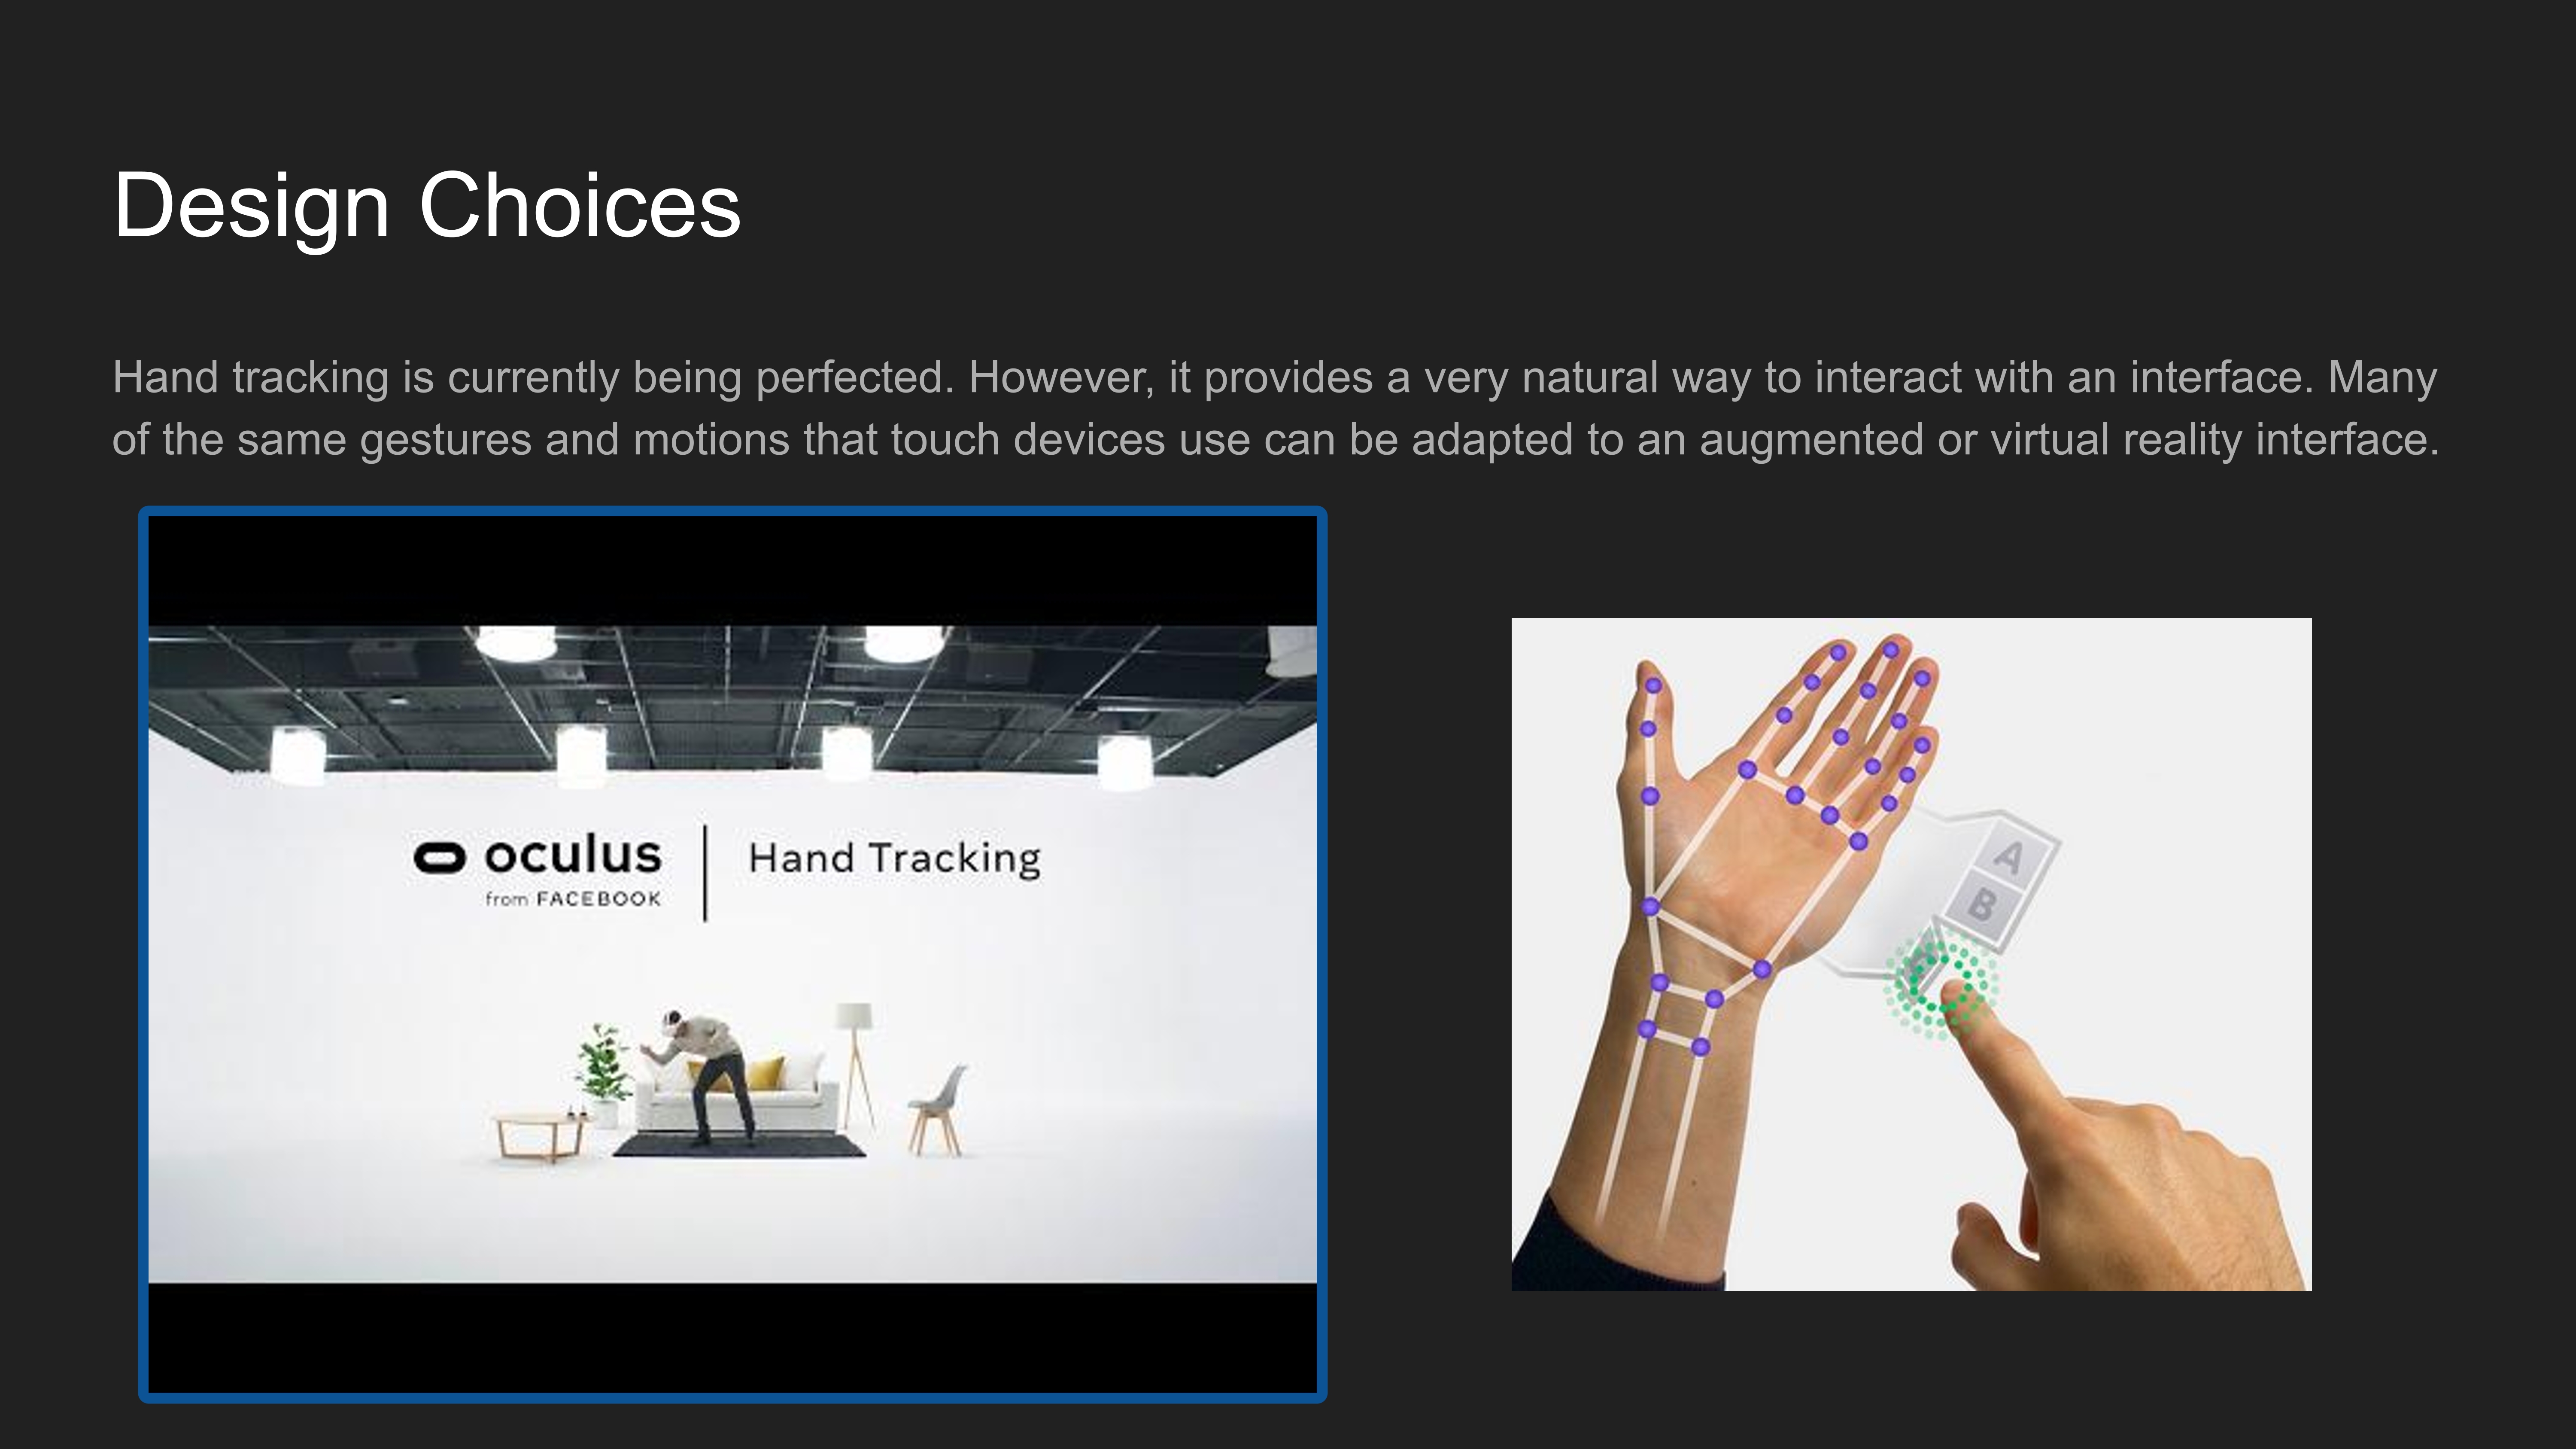 Design Choices
Hand tracking is currently being perfected. However, it provides a very natural way to interact with an interface. Many
of the same gestures and motions that touch devices use can be adapted to an augmented or virtual reality interface.
oculus
from FACEBOOK
Hand Tracking
A
B